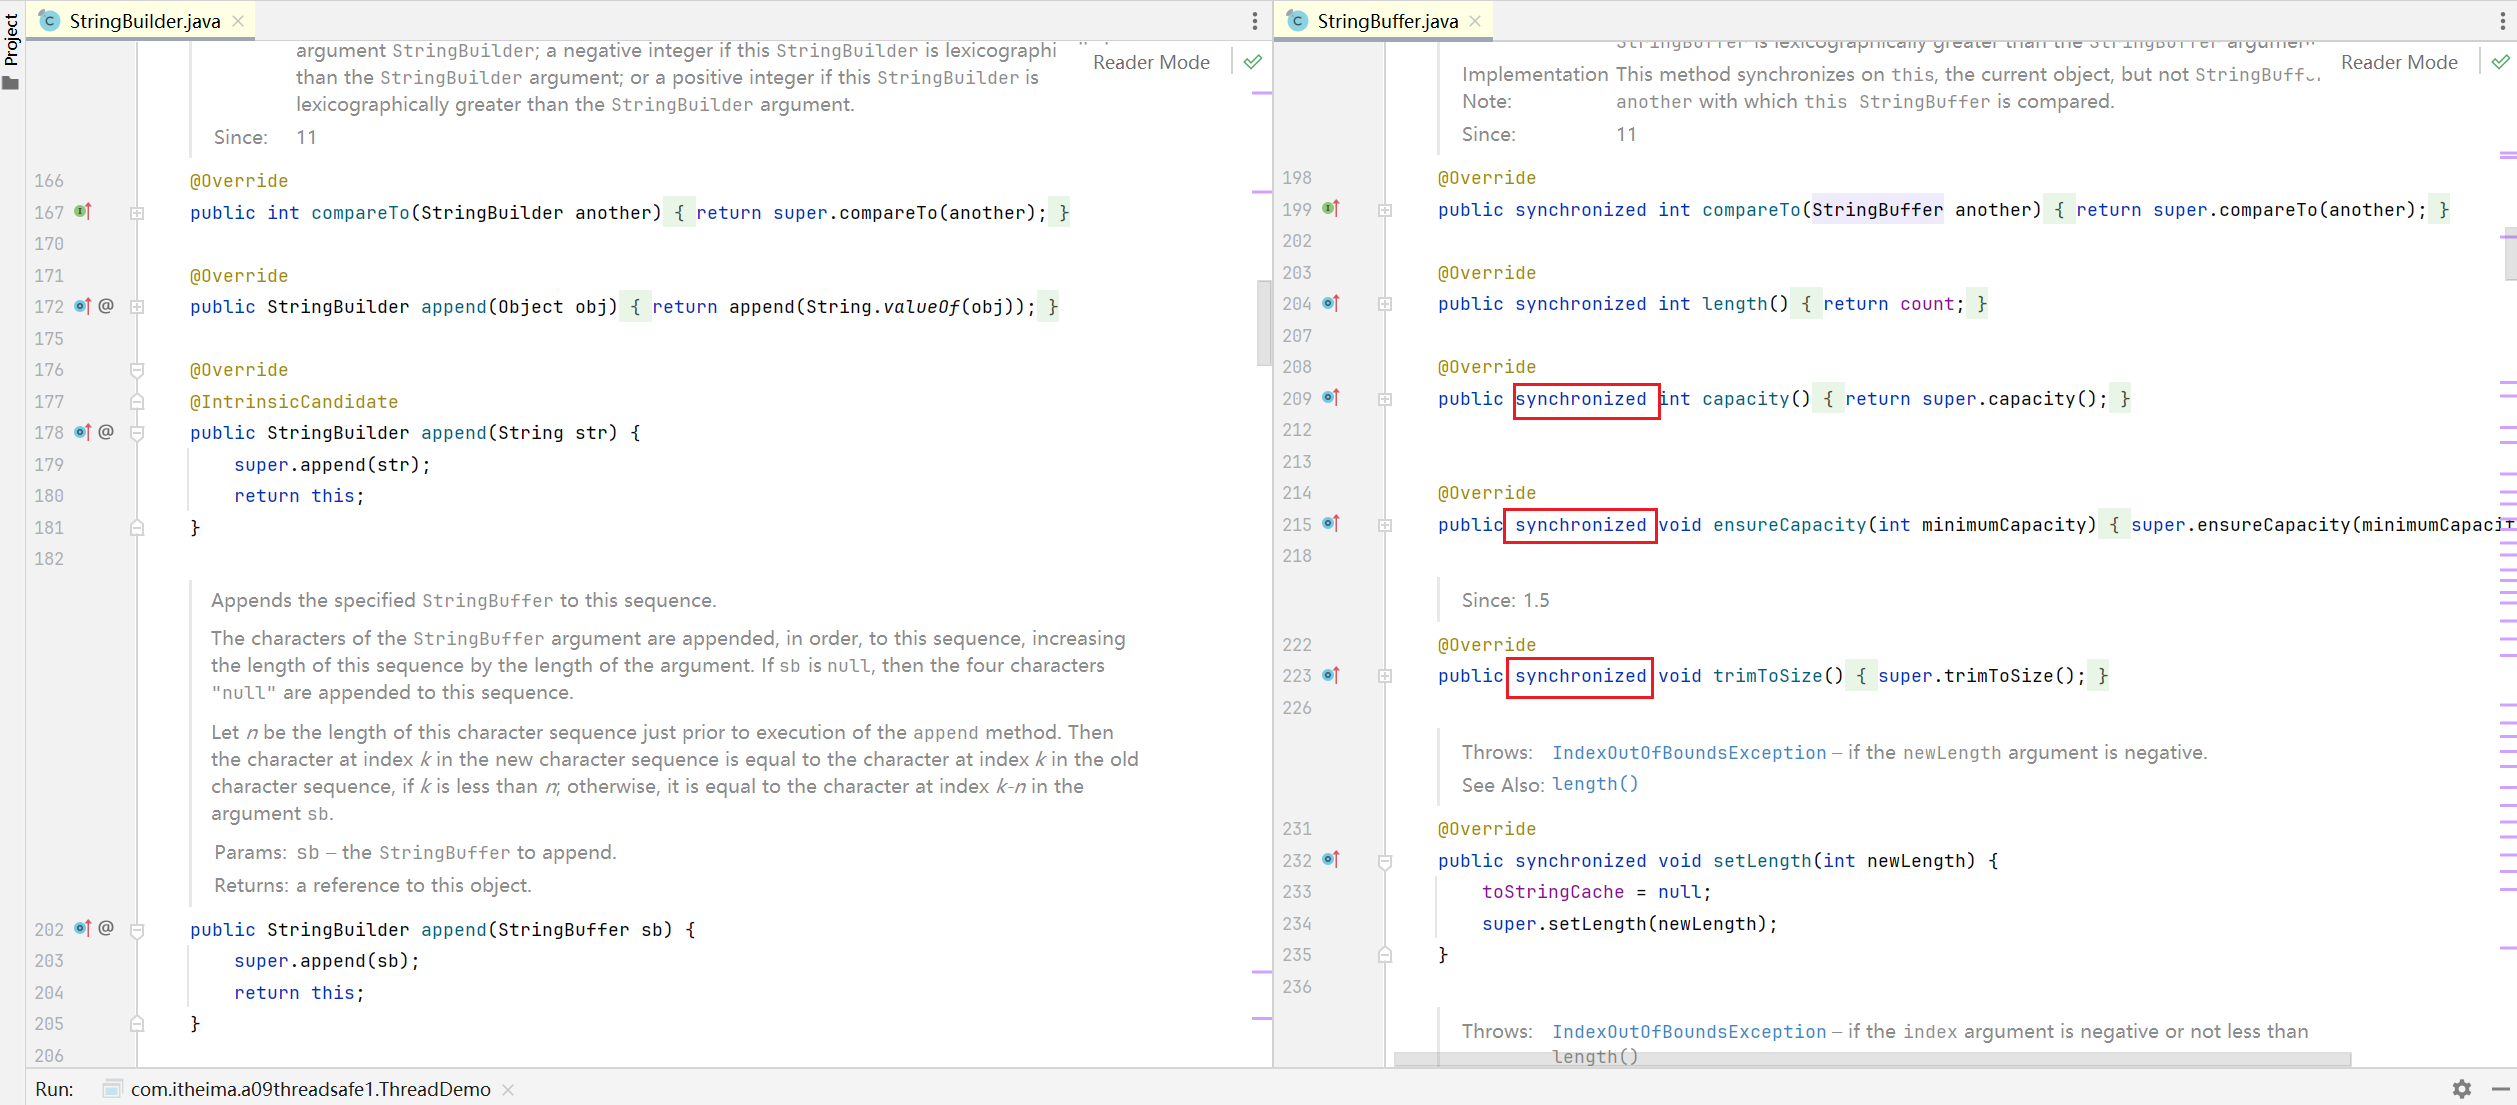 Project
StringBuilder.java
argument StringBuilder; a negative integer if this StringBuilder is lexicographi
than the StringBuilder argument; or a positive integer if this StringBuilder is
lexicographically greater than the StringBuilder argument.
Reader Mode
Since: 11
166 @Override
167 public int compareTo(StringBuilder another) { return super.compareTo(another); }
170
171 @Override
172 @ public StringBuilder append(Object obj) { return append(String.valueOf(obj)); }
175
176 @Override
177 @IntrinsicCandidate
178 @ public StringBuilder append(String str) {
179 super.append(str);
180 return this;
181 }
182
Appends the specified StringBuffer to this sequence.
The characters of the StringBuffer argument are appended, in order, to this sequence, increasing
the length of this sequence by the length of the argument. If sb is null, then the four characters
"null" are appended to this sequence.
Let n be the length of this character sequence just prior to execution of the append method. Then
the character at index k in the new character sequence is equal to the character at index k in the old
character sequence, if k is less than n; otherwise, it is equal to the character at index k-n in the
argument sb.
Params: sb – the StringBuffer to append.
Returns: a reference to this object.
202 @ public StringBuilder append(StringBuffer sb) {
203 super.append(sb);
204 return this;
205 }
206
StringBuffer.java
StringBuffer is lexicographically greater than the StringBuffer argument
Reader Mode
Implementation This method synchronizes on this, the current object, but not StringBuff
Note: another with which this StringBuffer is compared.
Since: 11
198 @Override
199 public synchronized int compareTo(StringBuffer another) { return super.compareTo(another); }
202
203 @Override
204 public synchronized int length() { return count; }
207
208 @Override
209 public synchronized int capacity() { return super.capacity(); }
212
213
214 @Override
215 public synchronized void ensureCapacity(int minimumCapacity) { super.ensureCapacity(minimumCapacit
218
Since: 1.5
222 @Override
223 public synchronized void trimToSize() { super.trimToSize(); }
226
Throws: IndexOutOfBoundsException – if the newLength argument is negative.
See Also: length()
231 @Override
232 public synchronized void setLength(int newLength) {
233 toStringCache = null;
234 super.setLength(newLength);
235 }
236
Throws: IndexOutOfBoundsException – if the index argument is negative or not less than
length()
Run: com.itheima.a09threadsafe1.ThreadDemo